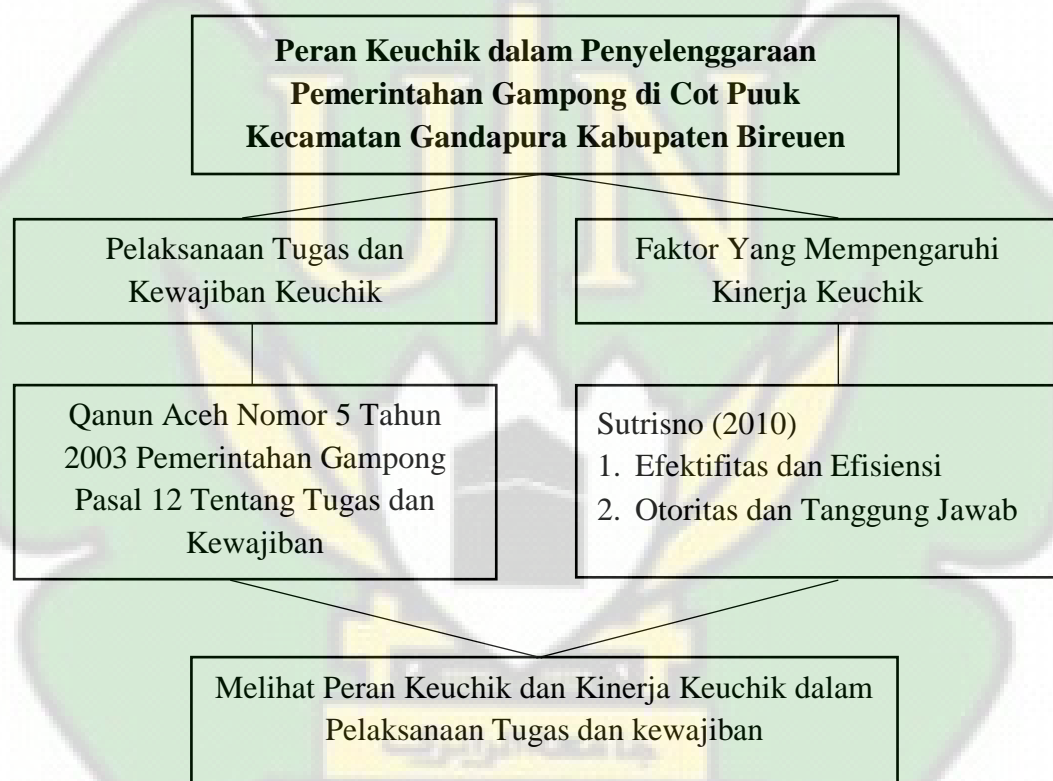 Peran Keuchik dalam Penyelenggaraan
Pemerintahan Gampong di Cot Puuk
Kecamatan Gandapura Kabupaten Bireuen
Pelaksanaan Tugas dan
Kewajiban Keuchik
Faktor Yang Mempengaruhi
Kinerja Keuchik
Qanun Aceh Nomor 5 Tahun
2003 Pemerintahan Gampong
Pasal 12 Tentang Tugas dan
Kewajiban
Sutrisno (2010)
1. Efektifitas dan Efisiensi
2. Otoritas dan Tanggung Jawab
Melihat Peran Keuchik dan Kinerja Keuchik dalam
Pelaksanaan Tugas dan kewajiban
UIN
جامعة الرانري